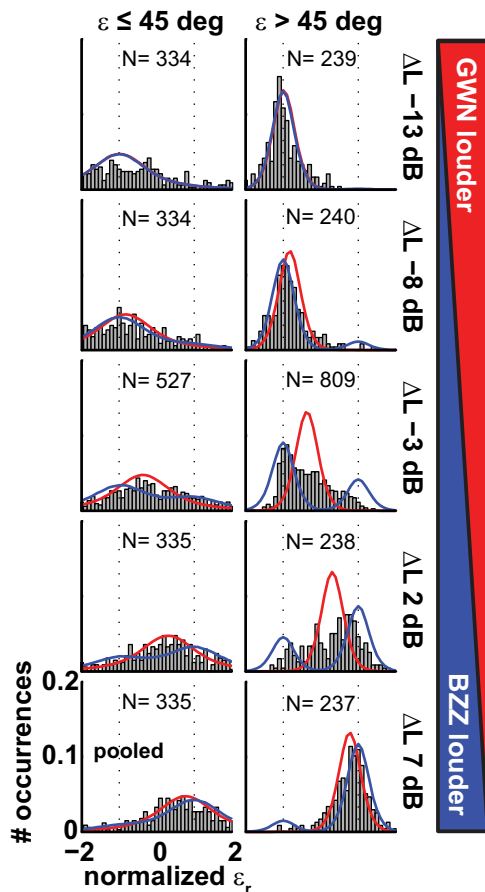 ε ≤ 45 deg ε > 45 deg
N= 334 N= 239
ΔL −13 dB
GWN louder
N= 334 N= 240
ΔL −8 dB
N= 527 N= 809
ΔL −3 dB
N= 335 N= 238
ΔL 2 dB
N= 335 N= 237
ΔL 7 dB
BZZ louder
pooled
# occurrences
0.2
0.1
0
−2 0 2
normalized εr